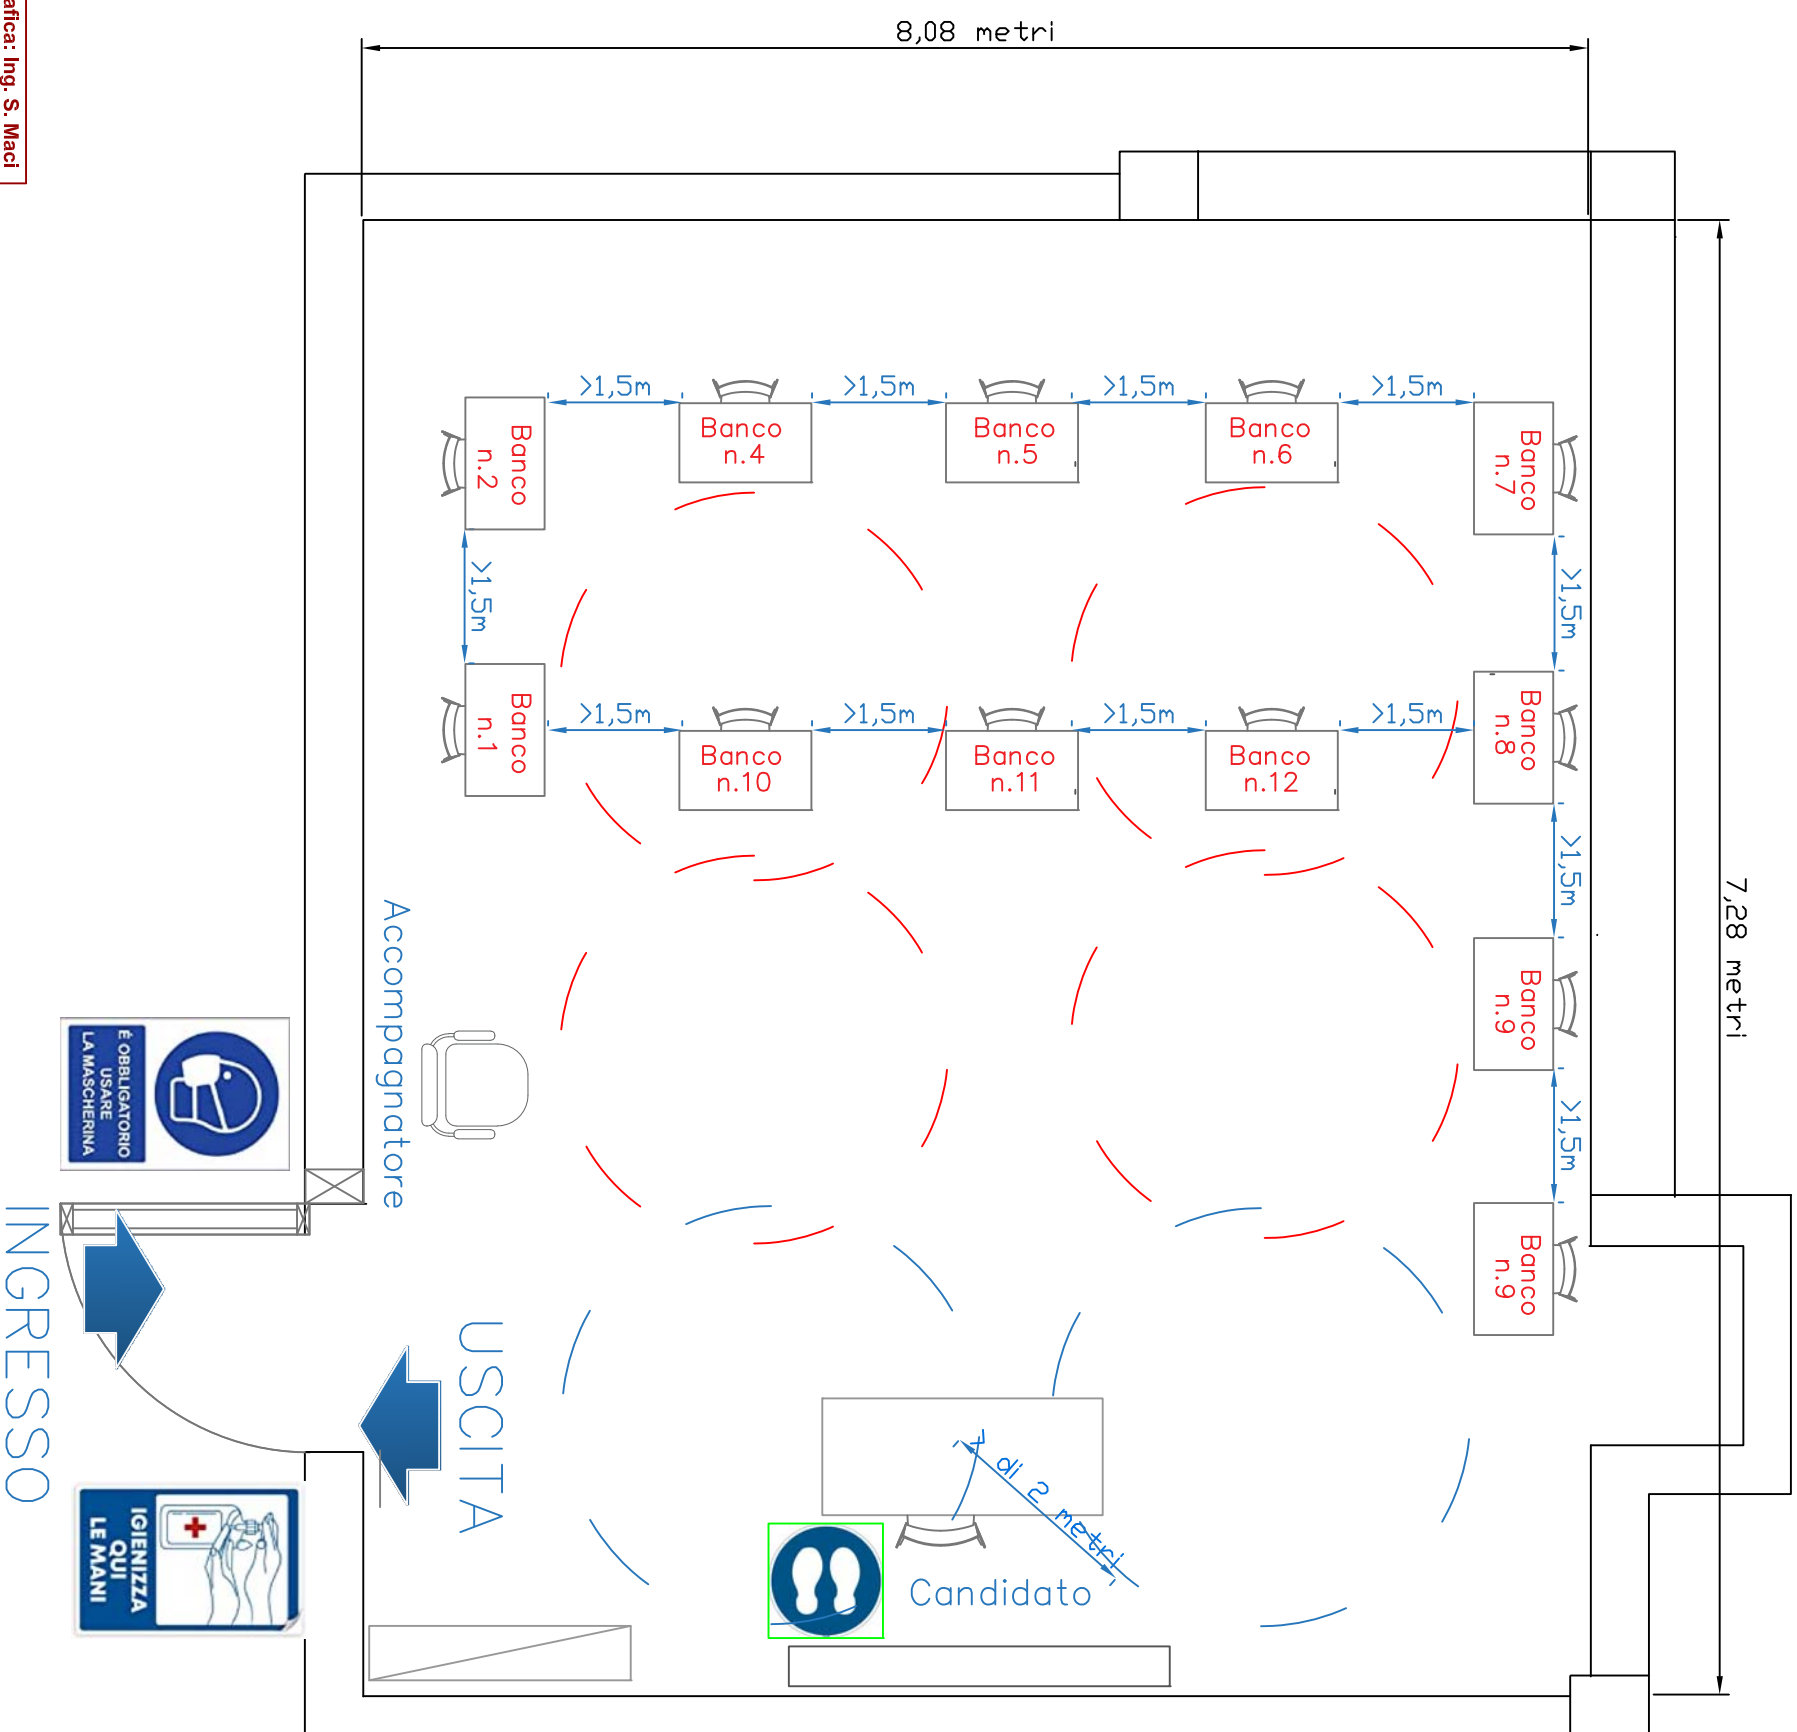 8,08 metri
afica: Ing. S. Maci
>1,5m
>1,5m
>1,5m
>1,5m
Banco
n.2
Banco
n.4
Banco
n.5
Banco
n.6
Banco
n.7
>1,5m
>1,5m
>1,5m
>1,5m
>1,5m
>1,5m
Banco
n.1
Banco
n.10
Banco
n.11
Banco
n.12
Banco
n.8
>1,5m
7,28 metri
Accompagnatore
Banco
n.9
>1,5m
È OBBLIGATORIO
USARE
LA MASCHERINA
Banco
n.9
INGRESSO
USCITA
di 2 metri
IGIENIZZA
QUI
LE MANI
Candidato